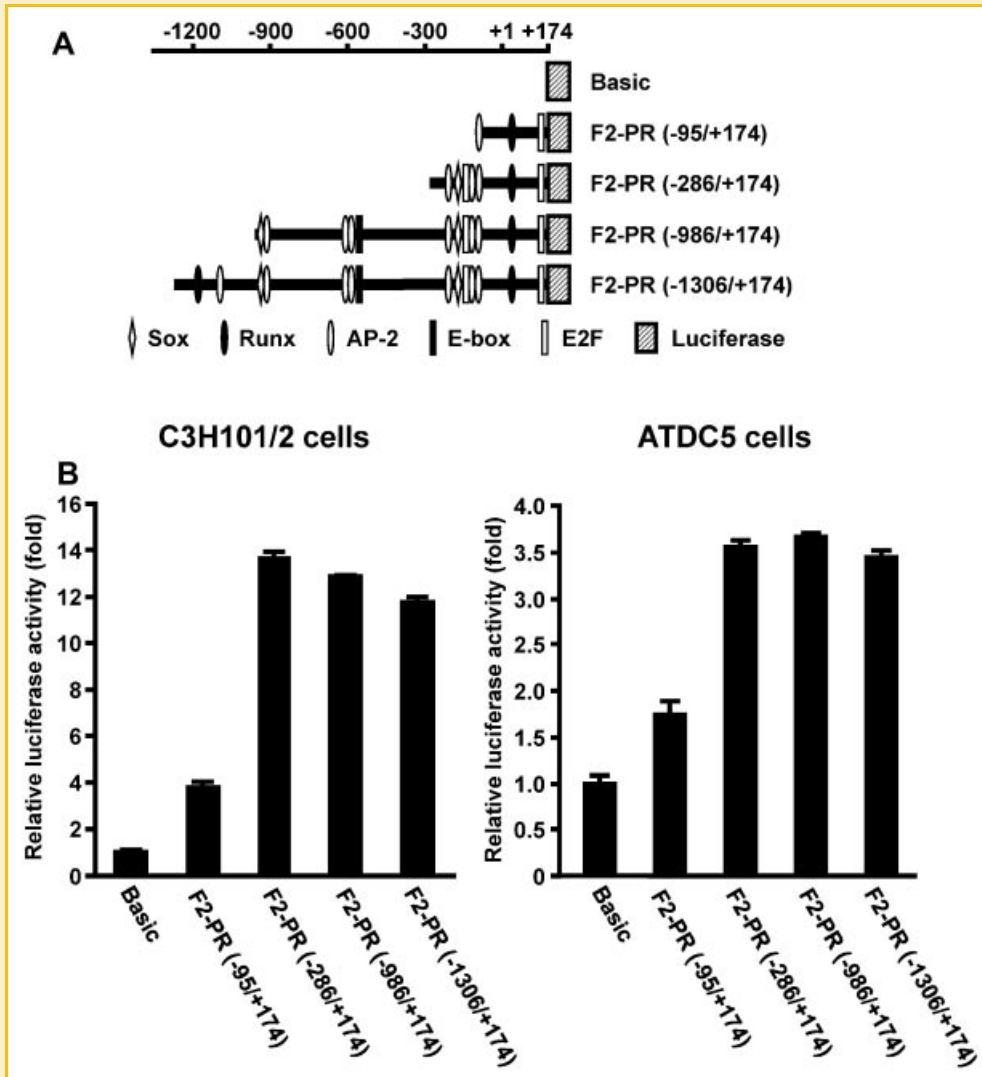 A
-1200 -900 -600 -300 +1 +174
Basic
F2-PR (-95/+174)
F2-PR (-286/+174)
F2-PR (-986/+174)
F2-PR (-1306/+174)
Sox Runx AP-2 E-box E2F Luciferase
B
C3H101/2 cells
Relative luciferase activity (fold)
16
14
12
10
8
6
4
2
0
Basic
F2-PR (-95/+174)
F2-PR (-286/+174)
F2-PR (-986/+174)
F2-PR (-1306/+174)
ATDC5 cells
Relative luciferase activity (fold)
4.0
3.5
3.0
2.5
2.0
1.5
1.0
0.5
0
Basic
F2-PR (-95/+174)
F2-PR (-286/+174)
F2-PR (-986/+174)
F2-PR (-1306/+174)